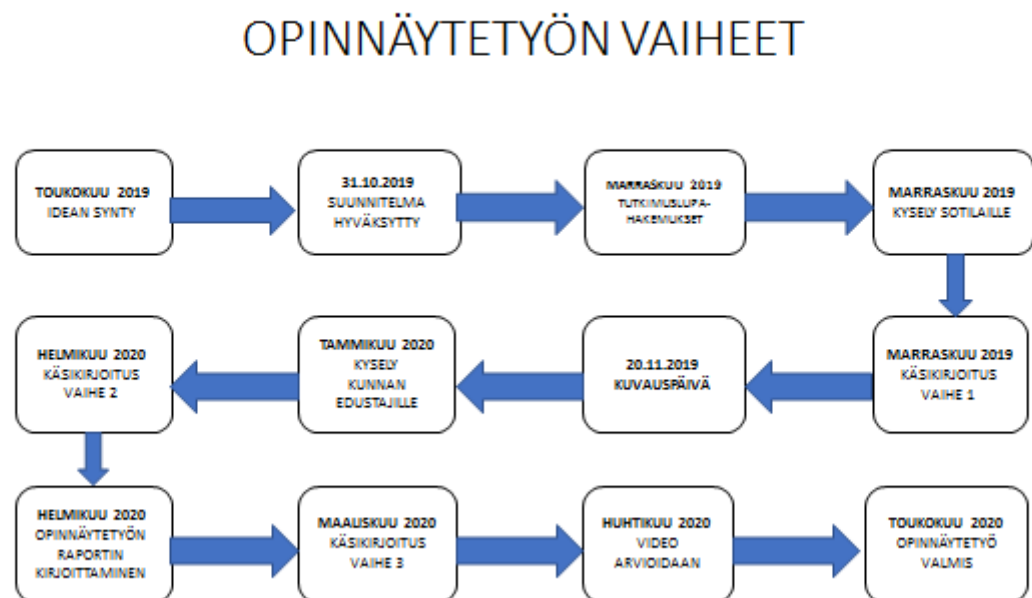 OPINNÄYTETYÖN VAIHEET
TOUKOKUU 2019
IDEAN SYNTY
31.10.2019
SUUNNITELMA
HYVÄKSYTTY
MARRASKUU 2019
TUTKIMUSLUPA-
HAKEMUKSET
MARRASKUU 2019
KYSELY SOTILAILLE
MARRASKUU 2019
KÄSIKIRJOITUS
VAIHE 1
20.11.2019
KUVAUSPÄIVÄ
TAMMIKUU 2020
KYSELY
KUNNAN
EDUSTAJILLE
HELMIKUU 2020
KÄSIKIRJOITUS
VAIHE 2
HELMIKUU 2020
OPINNÄYTETYÖN
RAPORTIN
KIRJOITTAMINEN
MAALISKUU 2020
KÄSIKIRJOITUS
VAIHE 3
HUHTIKUU 2020
VIDEO
ARVIOIDAAN
TOUKOKUU 2020
OPINNÄYTETYÖ
VALMIS